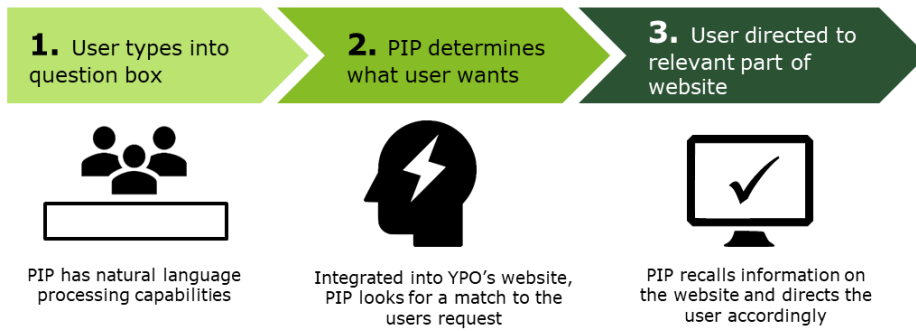 1. User types into
question box
2. PIP determines
what user wants
3. User directed to
relevant part of
website
PIP has natural language
processing capabilities
Integrated into YPO's website,
PIP looks for a match to the
users request
PIP recalls information on
the website and directs the
user accordingly